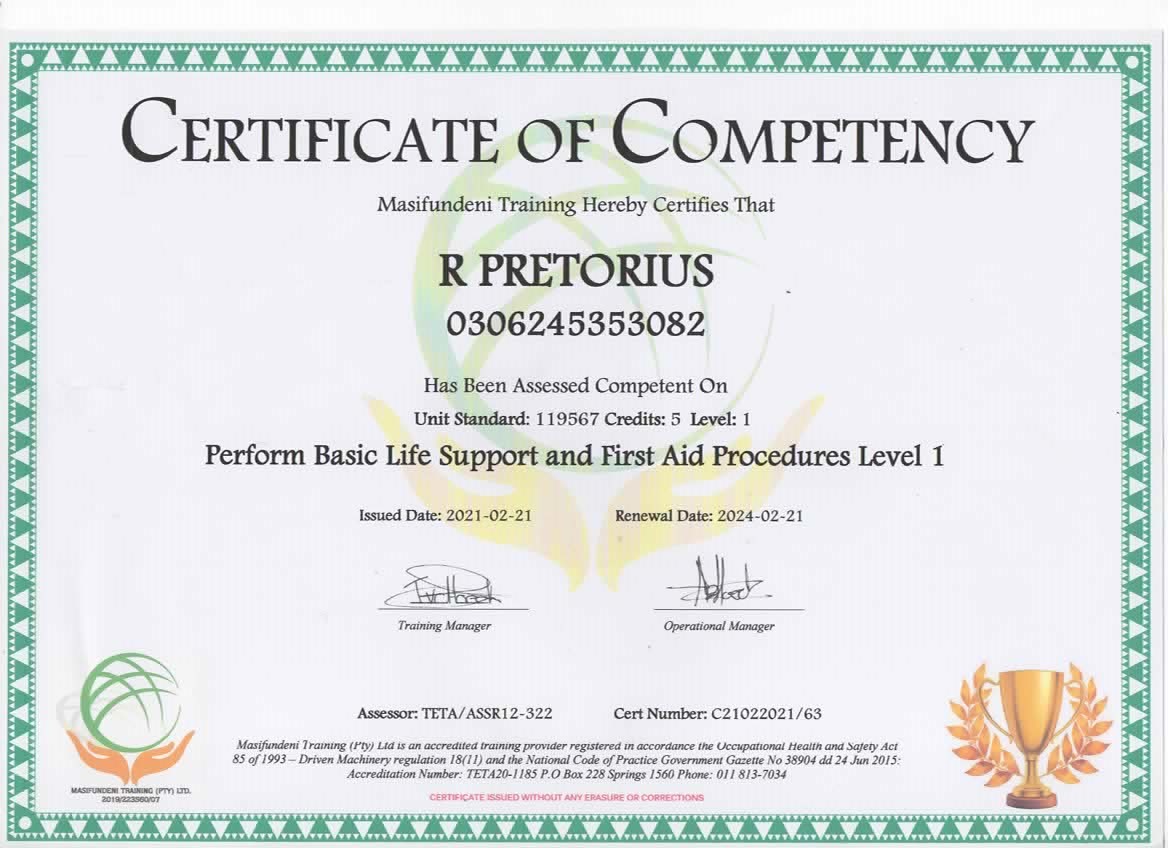 CERTIFICATE OF COMPETENCY
Masifundeni Training Hereby Certifies That
R PRETORIUS
0306245353082
Has Been Assessed Competent On
Unit Standard: 119567 Credits: 5 Level: 1
Perform Basic Life Support and First Aid Procedures Level 1
Issued Date: 2021-02-21 Renewal Date: 2024-02-21
Training Manager Operational Manager
Assessor: TETA/ASSR12-322 Cert Number: C21022021/63
Masifundeni Training (Pty) Ltd is an accredited training provider registered in accordance the Occupational Health and Safety Act
85 of 1993 – Driven Machinery regulation 18(11) and the National Code of Practice Government Gazette No 38904 dd 24 Jun 2015:
Accreditation Number: TETA20-1185 P.O Box 228 Springs 1560 Phone: 011 813-7034
CERTIFICATE ISSUED WITHOUT ANY ERASURE OR CORRECTIONS
MASIFUNDENI TRAINING (PTY) LTD.
2019/223560/07